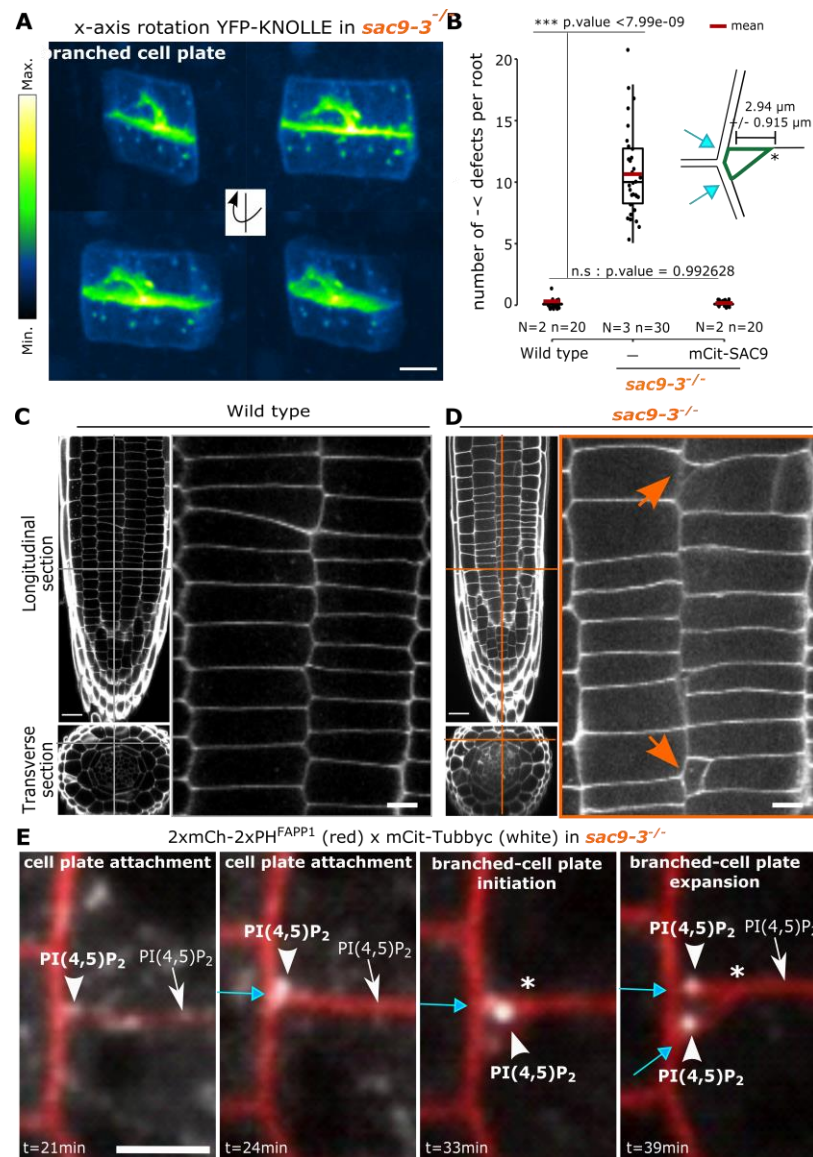 A
x-axis rotation YFP-KNOLLE in sac9-3-/-
branched cell plate
Max.
Min.
B
*** p.value <7.99e-09
mean
number of -< defects per root
20
15
10
5
0
2.94 µm
+/- 0.915 µm
*
n.s : p.value = 0.992628
N=2 n=20
N=3 n=30
N=2 n=20
Wild type
—
mCit-SAC9
sac9-3-/-
C
Wild type
D
sac9-3-/-
Longitudinal
section
Transverse
section
E
2xmCh-2xPHFAPP1 (red) x mCit-Tubbyc (white) in sac9-3-/-
cell plate attachment
PI(4,5)P2
PI(4,5)P2
t=21min
cell plate attachment
PI(4,5)P2
PI(4,5)P2
t=24min
branched-cell plate
initiation
*
PI(4,5)P2
t=33min
branched-cell plate
expansion
PI(4,5)P2
PI(4,5)P2
*
PI(4,5)P2
t=39min